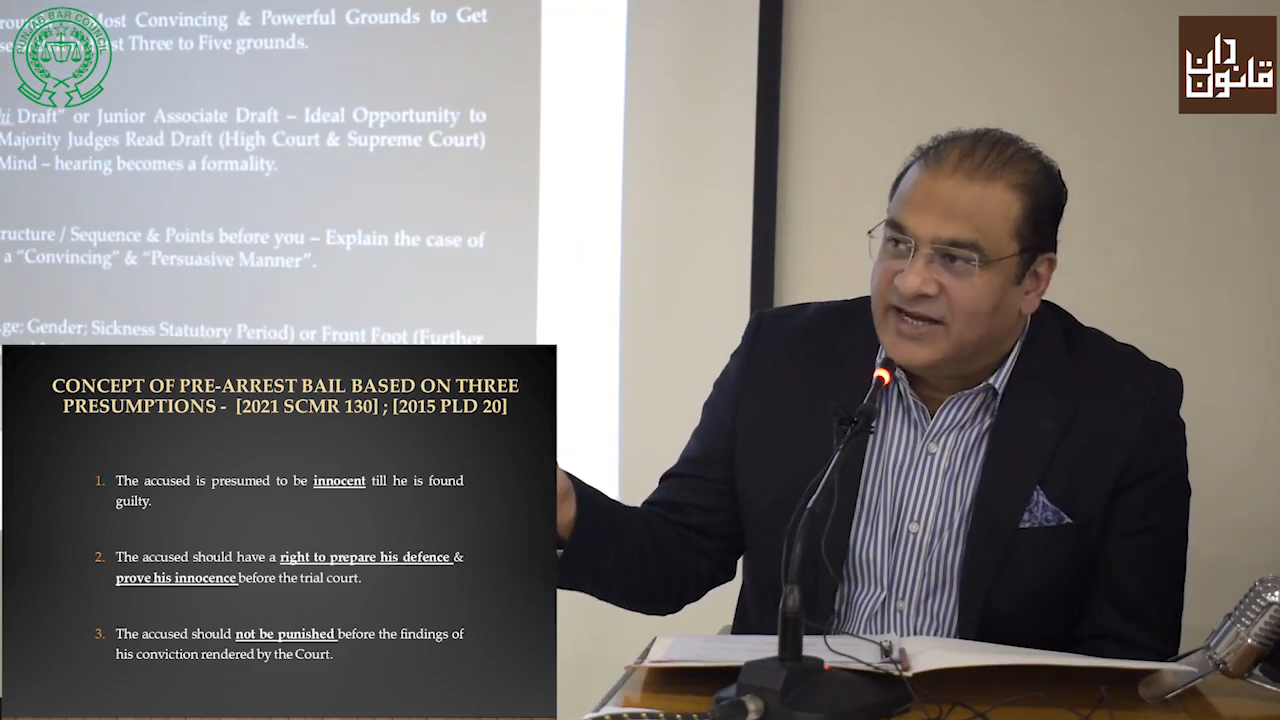 Most Convincing & Powerful Grounds to Get
Three to Five grounds.
Draft" or Junior Associate Draft – Ideal Opportunity to
Majority Judges Read Draft (High Court & Supreme Court)
Mind – hearing becomes a formality.
/ Sequence & Points before you – Explain the case of
a "Convincing" & "Persuasive Manner".
Gender; Sickness Statutory Period) or Front Foot (Further
PUNJAB BAR COUNCIL
قانون دان
CONCEPT OF PRE-ARREST BAIL BASED ON THREE
PRESUMPTIONS - [2021 SCMR 130] ; [2015 PLD 20]
1. The accused is presumed to be innocent till he is found
guilty.
2. The accused should have a right to prepare his defence &
prove his innocence before the trial court.
3. The accused should not be punished before the findings of
his conviction rendered by the Court.